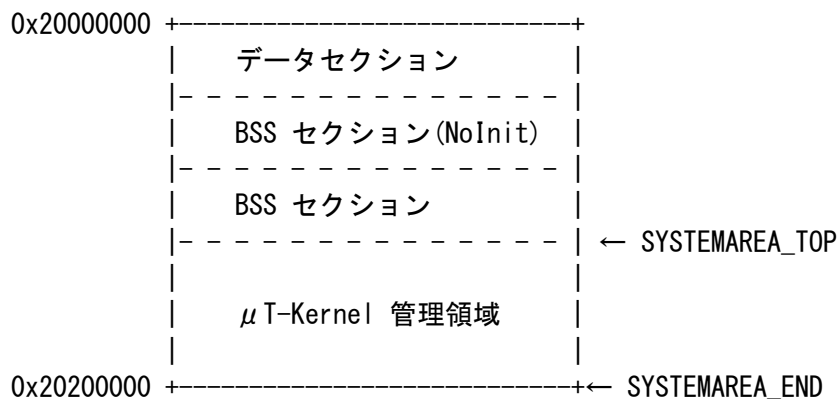 0x20000000
データセクション
BSS セクション(NoInit)
BSS セクション
← SYSTEMAREA_TOP
μT-Kernel 管理領域
0x20200000 ← SYSTEMAREA_END